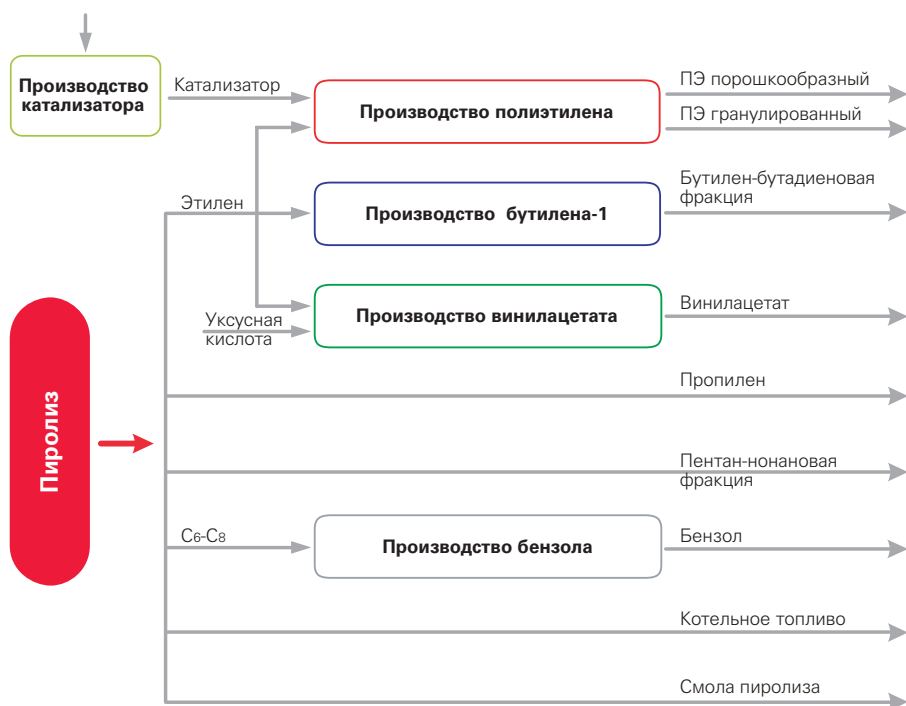 Производство
катализатора
Катализатор
Производство полиэтилена
ПЭ порошкообразный
ПЭ гранулированный
Этилен
Производство бутилена-1
Бутилен-бутадиеновая
фракция
Уксусная
кислота
Производство винилацетата
Винилацетат
Пиролиз
Пропилен
Пентан-нонановая
фракция
C6-C8
Производство бензола
Бензол
Котельное топливо
Смола пиролиза